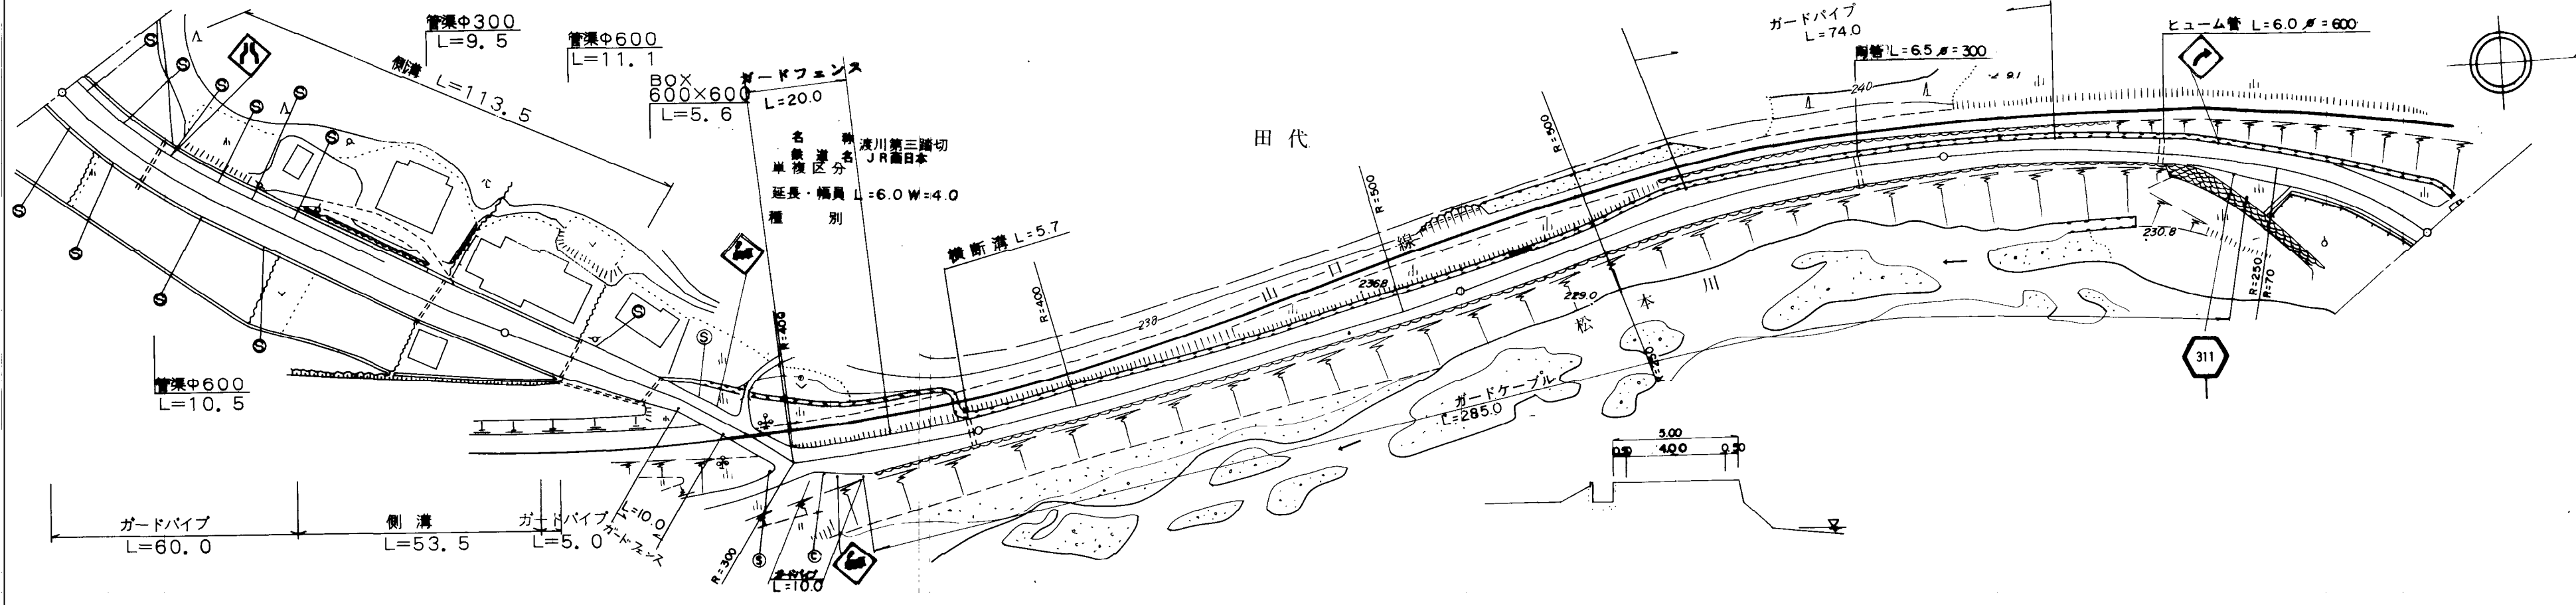 管渠Φ300
L=9.5
管渠Φ600
L=11.1
側溝 L=113.5
BOX
600×600
L=5.6
ガードフェンス
L=20.0
名 称 渡川第三踏切
鉄道名 JR西日本
単複区分
延長・幅員 L=6.0 W=4.0
種 別
横断溝 L=5.7
田代
ガードパイプ
L=74.0
陶管 L=6.5 ø=300
ヒューム管 L=6.0 ø=600
240
R=500
R=500
R=400
R=400
238
山口線
236.8
229.0
松本川
230.8
R=250
R=70
311
R=450
ガードケーブル
L=285.0
5.00
0.50 4.00 0.50
管渠Φ600
L=10.5
ガードパイプ
L=60.0
側溝
L=53.5
ガードパイプ
L=5.0
L=10.0
ガードフェンス
R=300
ガードパイプ
L=10.0
S
S
S
S
S
S
S
S
S
S
S
S
S
C